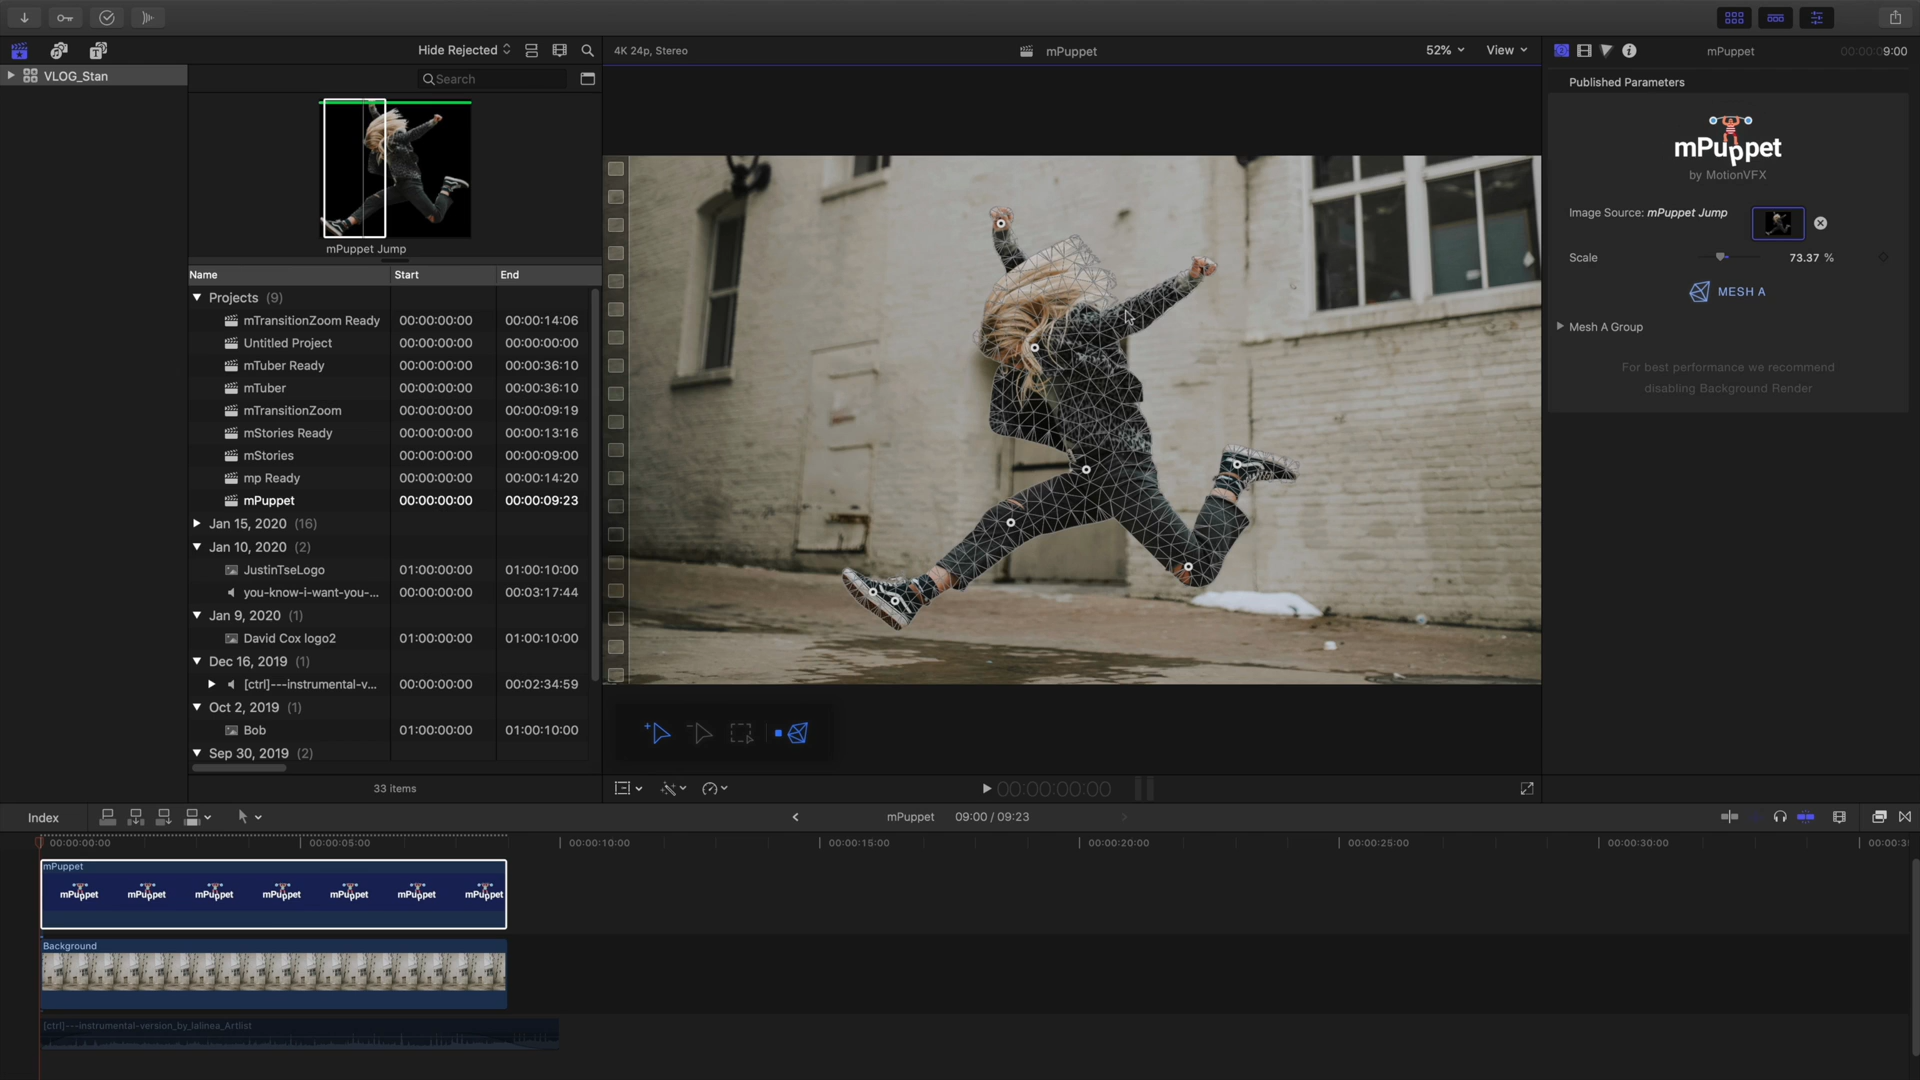 Hide Rejected
4K 24p, Stereo
mPuppet
52%
View
mPuppet
00:00:09:00
VLOG_Stan
Search
Published Parameters
mPuppet
by MotionVFX
mPuppet Jump
Image Source: mPuppet Jump
Scale
73.37 %
MESH A
Mesh A Group
For best performance we recommend
disabling Background Render
Name Start End
Projects (9)
mTransitionZoom Ready 00:00:00:00 00:00:14:06
Untitled Project 00:00:00:00 00:00:00:00
mTuber Ready 00:00:00:00 00:00:36:10
mTuber 00:00:00:00 00:00:36:10
mTransitionZoom 00:00:00:00 00:00:09:19
mStories Ready 00:00:00:00 00:00:13:16
mStories 00:00:00:00 00:00:09:00
mp Ready 00:00:00:00 00:00:14:20
mPuppet 00:00:00:00 00:00:09:23
Jan 15, 2020 (16)
Jan 10, 2020 (2)
JustinTseLogo 01:00:00:00 01:00:10:00
you-know-i-want-you-... 00:00:00:00 00:03:17:44
Jan 9, 2020 (1)
David Cox logo2 01:00:00:00 01:00:10:00
Dec 16, 2019 (1)
[ctrl]---instrumental-v... 00:00:00:00 00:02:34:59
Oct 2, 2019 (1)
Bob 01:00:00:00 01:00:10:00
Sep 30, 2019 (2)
33 items
00:00:00:00
Index
mPuppet 09:00 / 09:23
00:00:00:00 00:00:05:00 00:00:10:00 00:00:15:00 00:00:20:00 00:00:25:00 00:00:30:00 00:00:3
mPuppet
mPuppet mPuppet mPuppet mPuppet mPuppet mPuppet mPuppet
Background
[ctrl]---instrumental-version_by_lalinea_Artlist